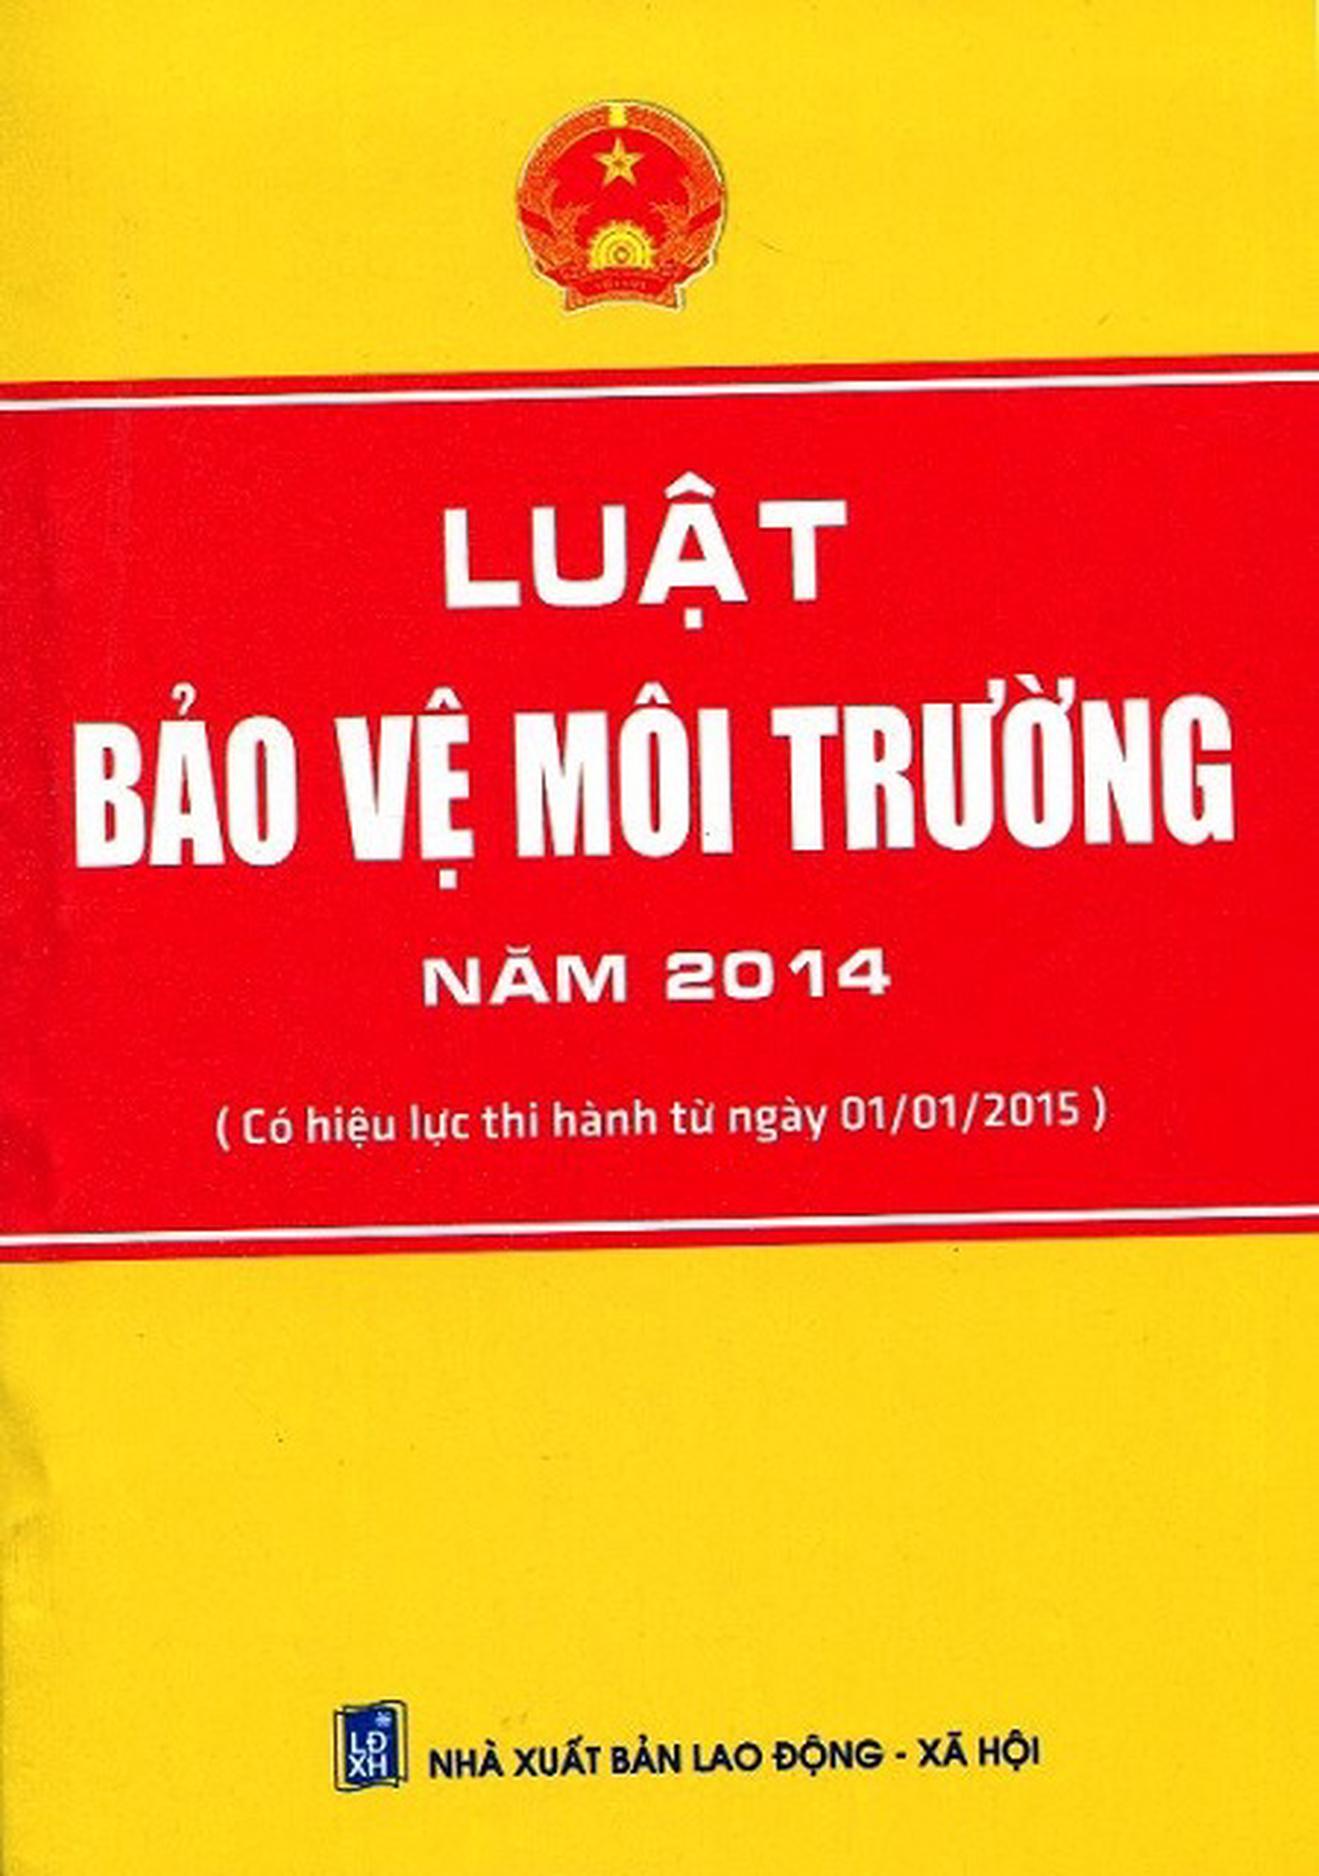 LUẬT
BẢO VỆ MÔI TRƯỜNG
NĂM 2014
( Có hiệu lực thi hành từ ngày 01/01/2015 )
LĐ
XH
NHÀ XUẤT BẢN LAO ĐỘNG - XÃ HỘI